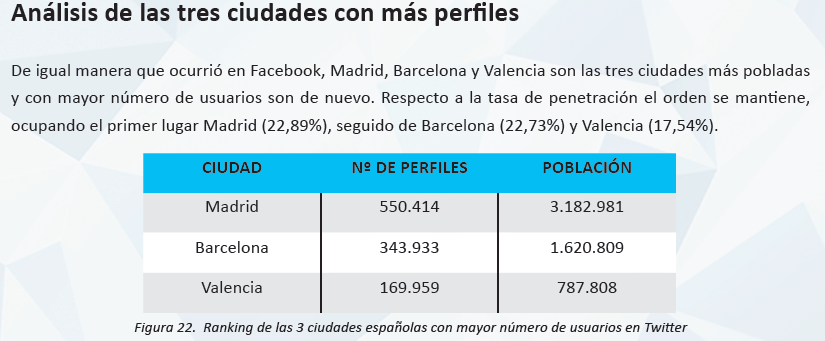 Análisis de las tres ciudades con más perfiles
De igual manera que ocurrió en Facebook, Madrid, Barcelona y Valencia son las tres ciudades más pobladas
y con mayor número de usuarios son de nuevo. Respecto a la tasa de penetración el orden se mantiene,
ocupando el primer lugar Madrid (22,89%), seguido de Barcelona (22,73%) y Valencia (17,54%).
CIUDAD Nº DE PERFILES POBLACIÓN
Madrid 550.414 3.182.981
Barcelona 343.933 1.620.809
Valencia 169.959 787.808
Figura 22. Ranking de las 3 ciudades españolas con mayor número de usuarios en Twitter